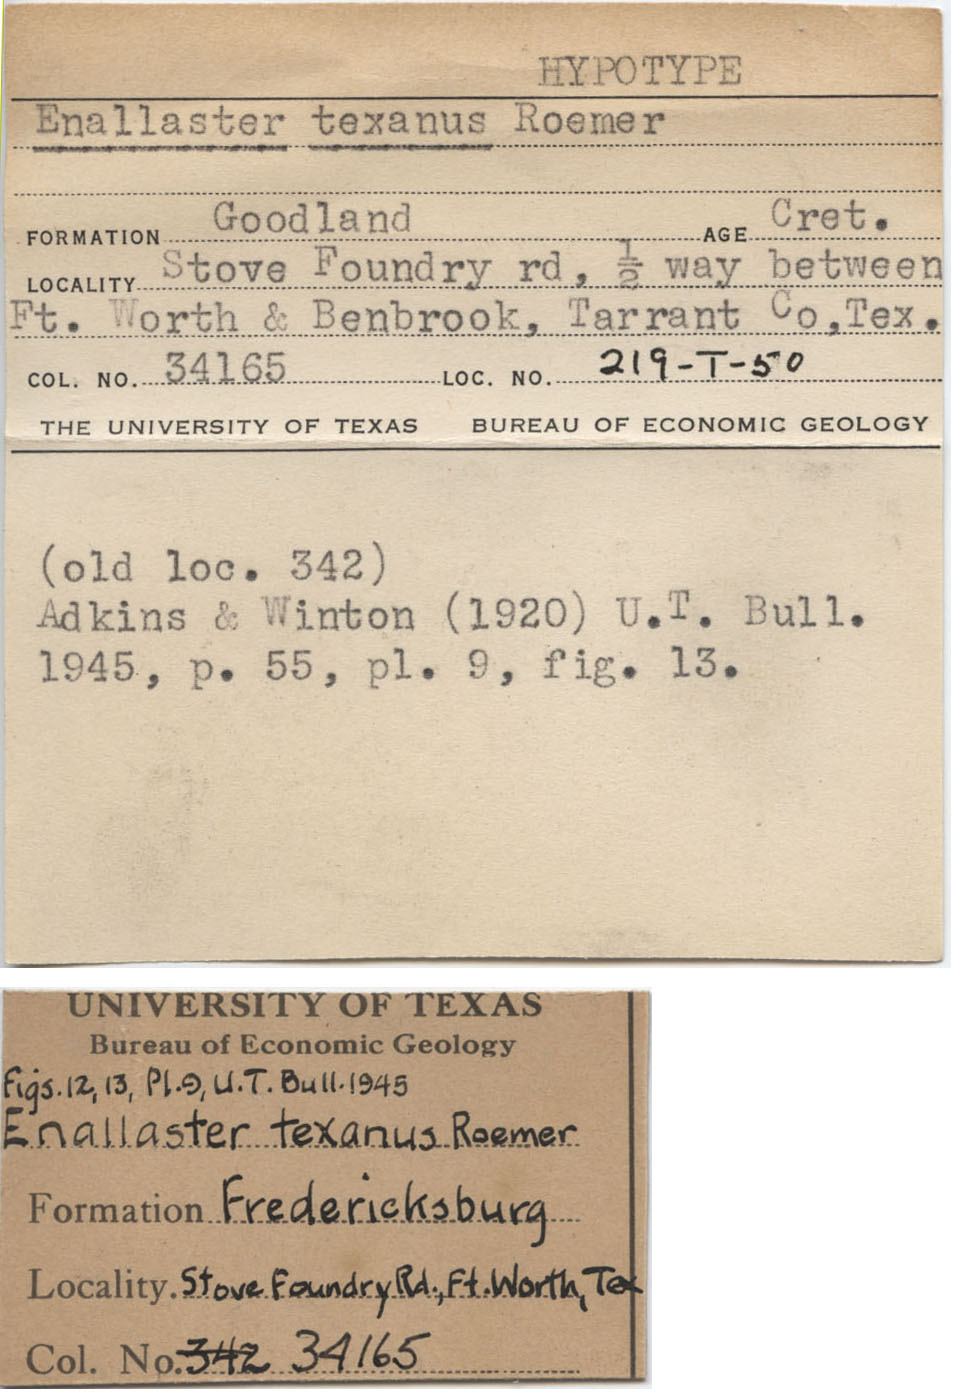 HYPOTYPE
Enallaster texanus Roemer
FORMATION Goodland AGE Cret.
LOCALITY Stove Foundry rd, ½ way between
Ft. Worth & Benbrook, Tarrant Co,Tex.
COL. NO. 34165 LOC. NO. 219-T-50
THE UNIVERSITY OF TEXAS BUREAU OF ECONOMIC GEOLOGY
(old loc. 342)
Adkins & Winton (1920) U.T. Bull.
1945, p. 55, pl. 9, fig. 13.
UNIVERSITY OF TEXAS
Bureau of Economic Geology
Figs. 12, 13, Pl. 9, U.T. Bull. 1945
Enallaster texanus Roemer
Formation Fredericksburg
Locality. Stove Foundry Rd., Ft. Worth, Tex
Col. No. 342 34165